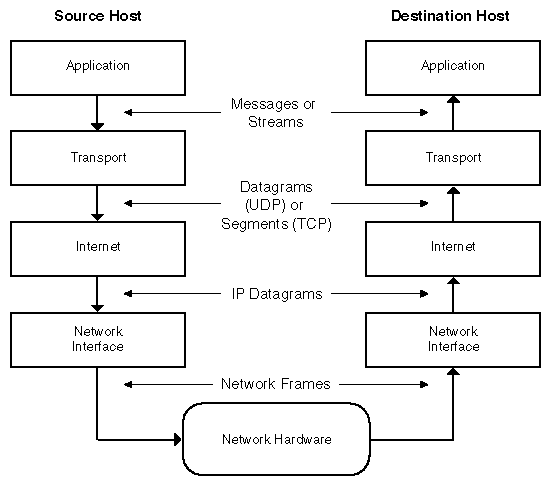 Source Host
Destination Host
Application
Application
Messages or
Streams
Transport
Transport
Datagrams
(UDP) or
Segments (TCP)
Internet
Internet
IP Datagrams
Network
Interface
Network
Interface
Network Frames
Network Hardware